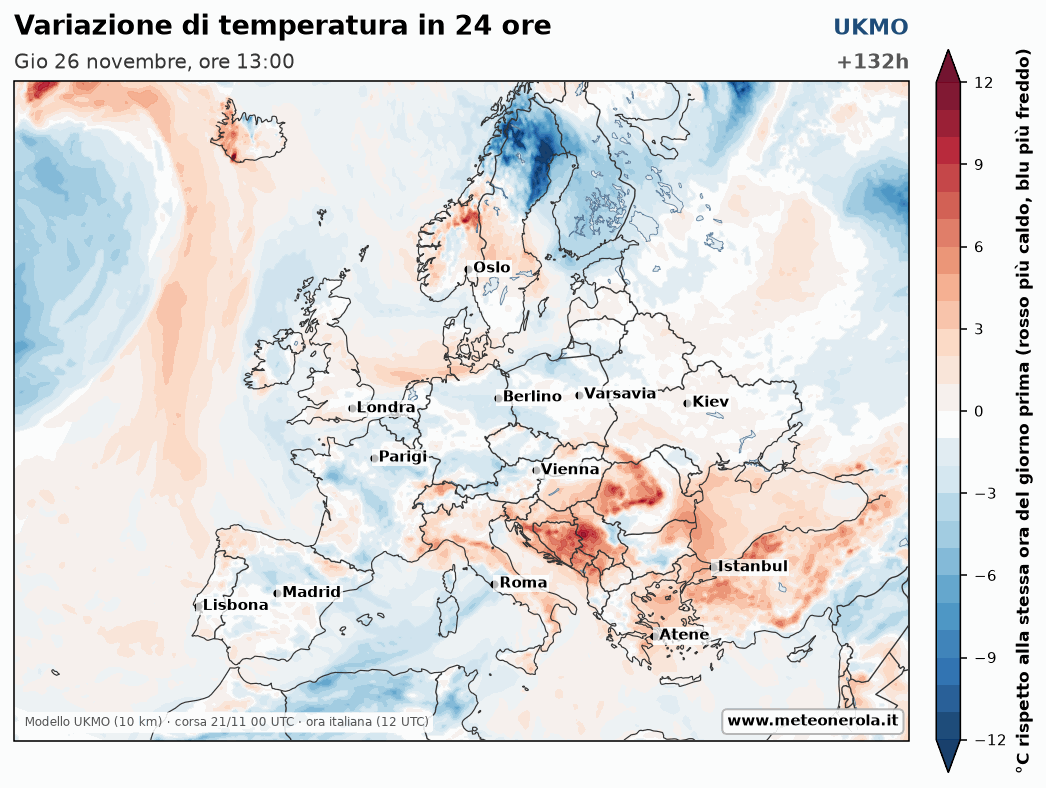 Variazione di temperatura in 24 ore
UKMO
Gio 26 novembre, ore 13:00
+132h
Oslo
Londra
Berlino
Varsavia
Kiev
Parigi
Vienna
Istanbul
Roma
Madrid
Lisbona
Atene
Modello UKMO (10 km) · corsa 21/11 00 UTC · ora italiana (12 UTC)
www.meteonerola.it
12
9
6
3
0
−3
−6
−9
−12
°C rispetto alla stessa ora del giorno prima (rosso più caldo, blu più freddo)